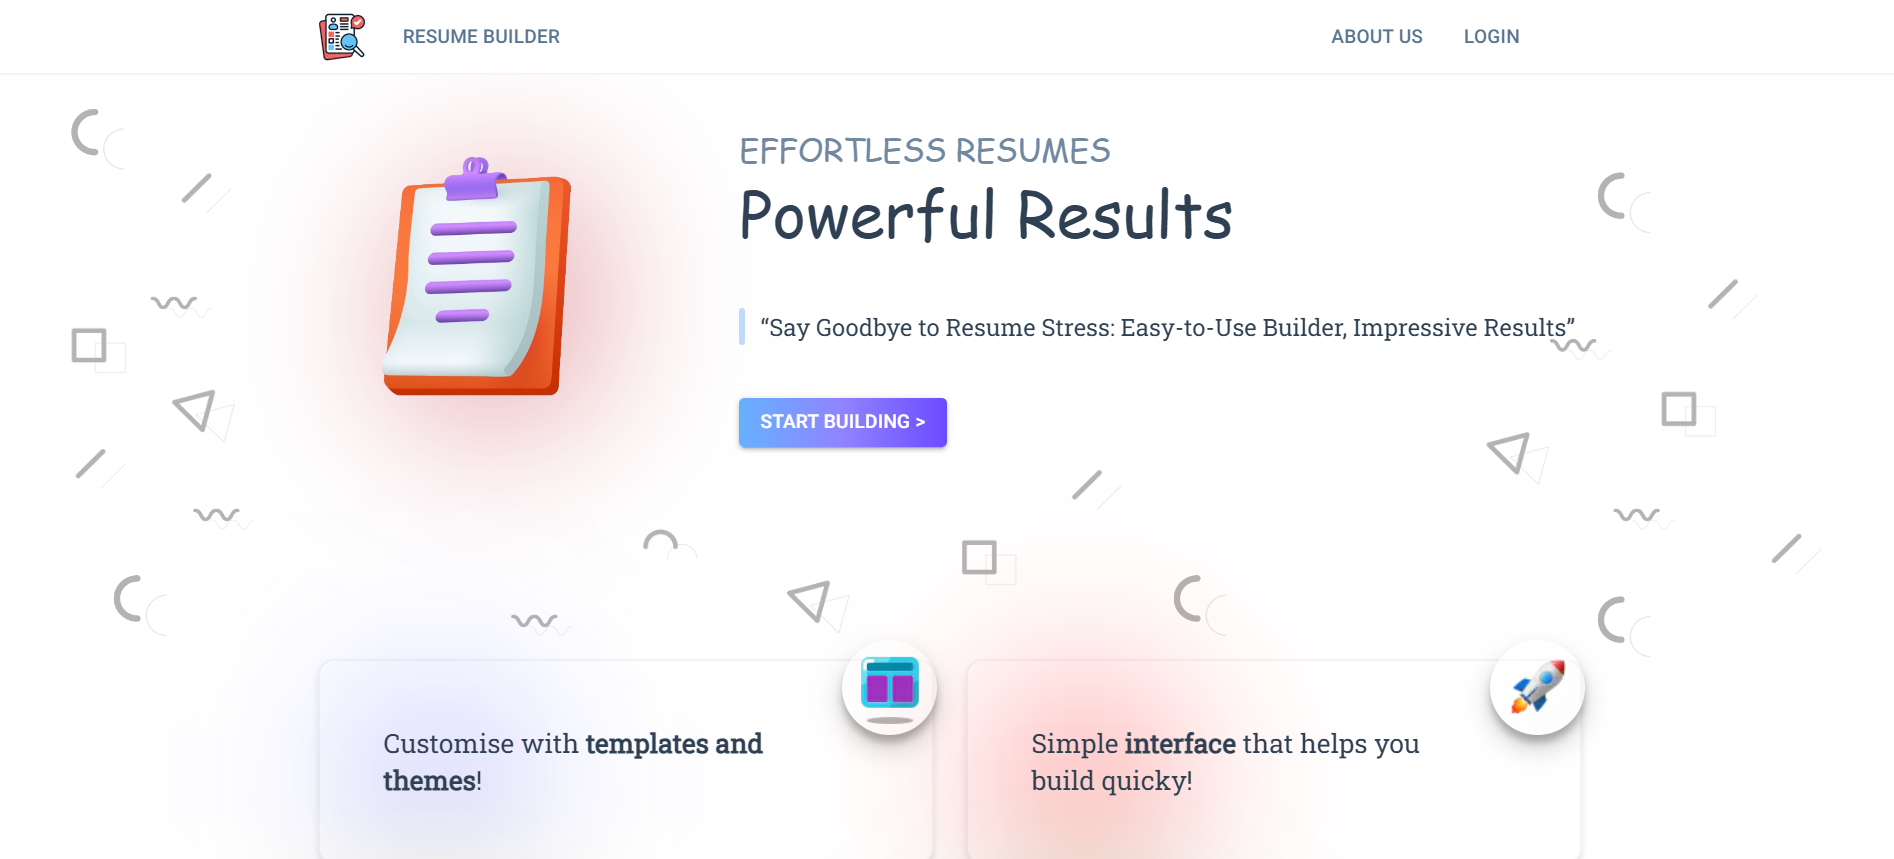 RESUME BUILDER
ABOUT US
LOGIN
EFFORTLESS RESUMES
Powerful Results
“Say Goodbye to Resume Stress: Easy-to-Use Builder, Impressive Results”
START BUILDING >
Customise with templates and
themes!
Simple interface that helps you
build quicky!